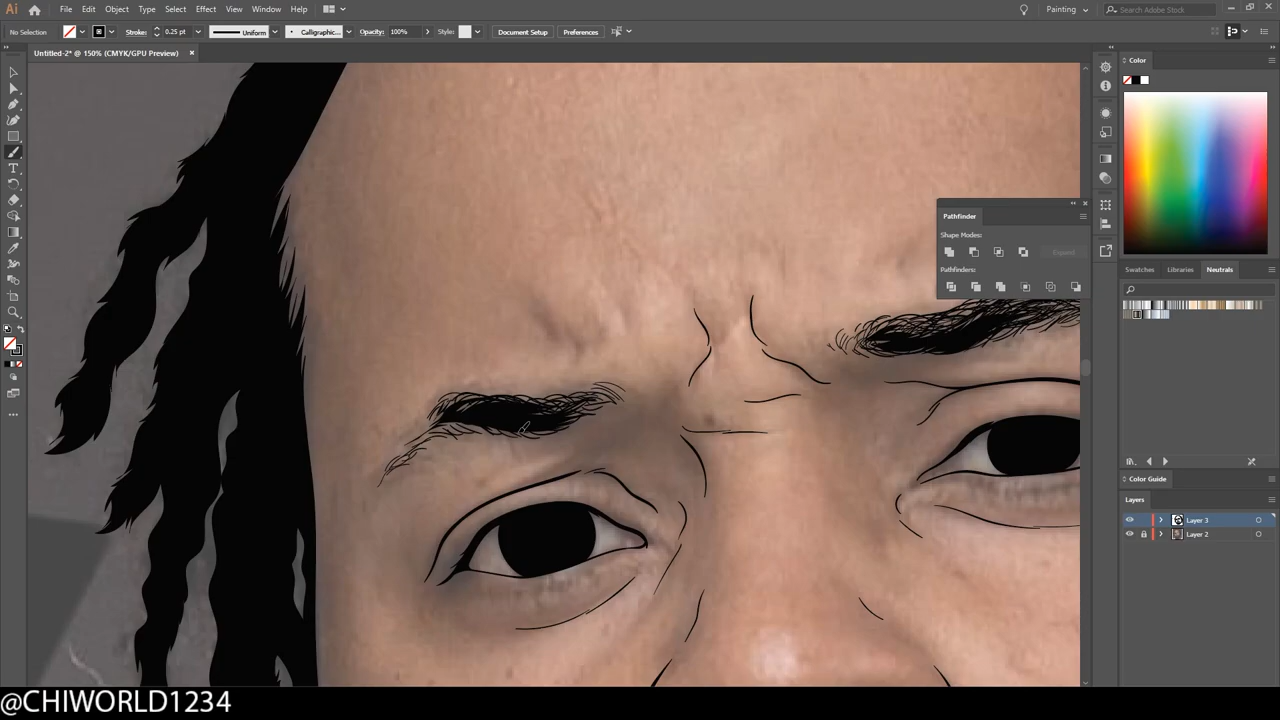 Ai File Edit Object Type Select Effect View Window Help Painting Search Adobe Stock
No Selection Stroke: 0.25 pt Uniform Calligraphic... Opacity: 100% Style: Document Setup Preferences
Untitled-2* @ 150% (CMYK/GPU Preview)
Color
Pathfinder
Shape Modes:
Expand
Pathfinders:
Swatches Libraries Neutrals
Color Guide
Layers
Layer 3
Layer 2
@CHIWORLD1234